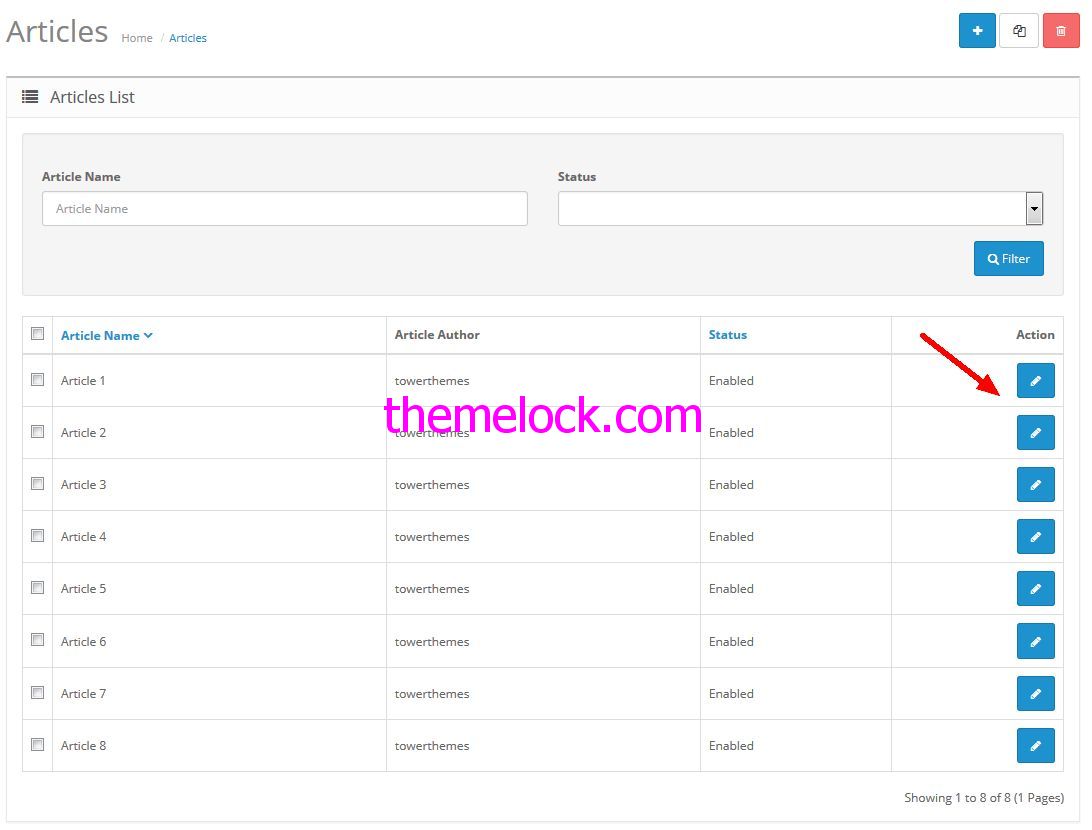 Articles Home / Articles
Articles List
Article Name Status
Article Name
Filter
Article Name Article Author Status Action
Article 1 towerthemes Enabled
themelock.com
Article 2 towerthemes Enabled
Article 3 towerthemes Enabled
Article 4 towerthemes Enabled
Article 5 towerthemes Enabled
Article 6 towerthemes Enabled
Article 7 towerthemes Enabled
Article 8 towerthemes Enabled
Showing 1 to 8 of 8 (1 Pages)